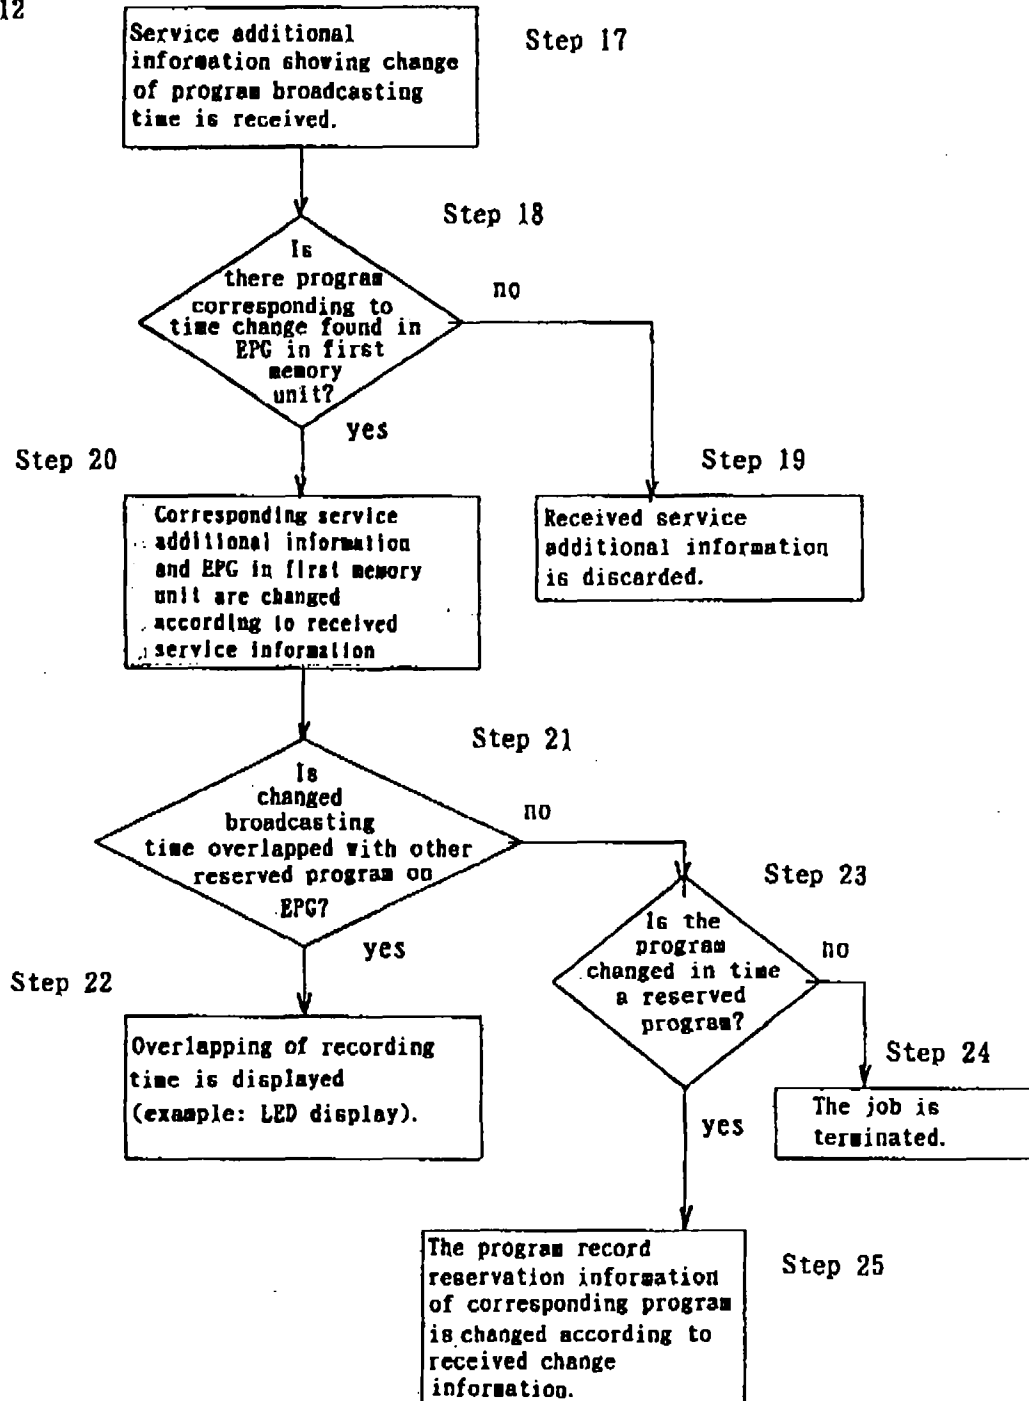 12
Service additional
information showing change
of program broadcasting
time is received.
Step 17
Step 18
Is
there program
corresponding to
time change found in
EPG in first
memory
unit?
no
yes
Step 20
Step 19
Corresponding service
additional information
and EPG in first memory
unit are changed
according to received
service information
Received service
additional information
is discarded.
Step 21
Is
changed
broadcasting
time overlapped with other
reserved program on
EPG?
no
yes
Step 23
Is the
program
changed in time
a reserved
program?
no
Step 22
Overlapping of recording
time is displayed
(example: LED display).
Step 24
The job is
terminated.
yes
Step 25
The program record
reservation information
of corresponding program
is changed according to
received change
information.